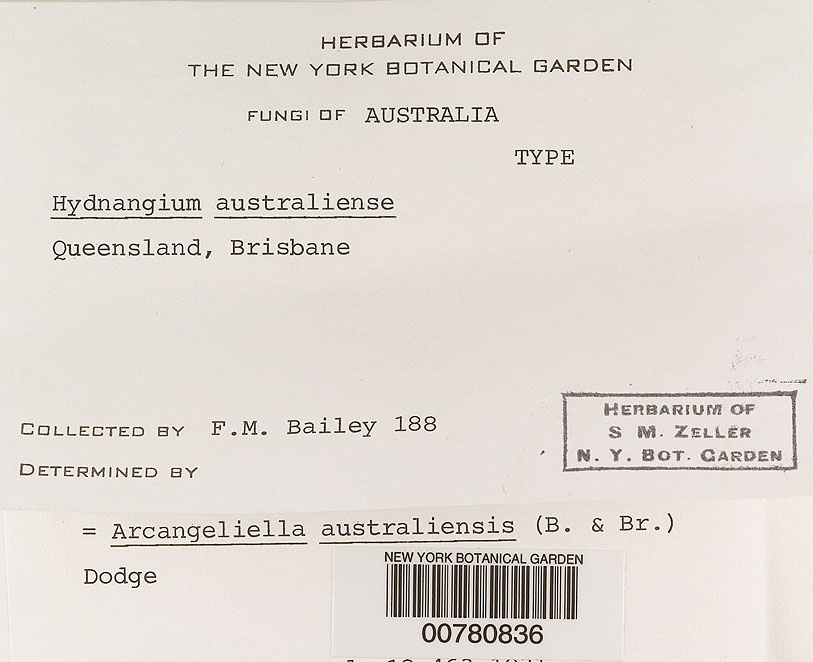 HERBARIUM OF
THE NEW YORK BOTANICAL GARDEN
FUNGI OF AUSTRALIA
TYPE
Hydnangium australiense
Queensland, Brisbane
COLLECTED BY F.M. Bailey 188
DETERMINED BY
HERBARIUM OF
S M. ZELLER
N. Y. BOT. GARDEN
= Arcangeliella australiensis (B. & Br.)
Dodge
NEW YORK BOTANICAL GARDEN
00780836